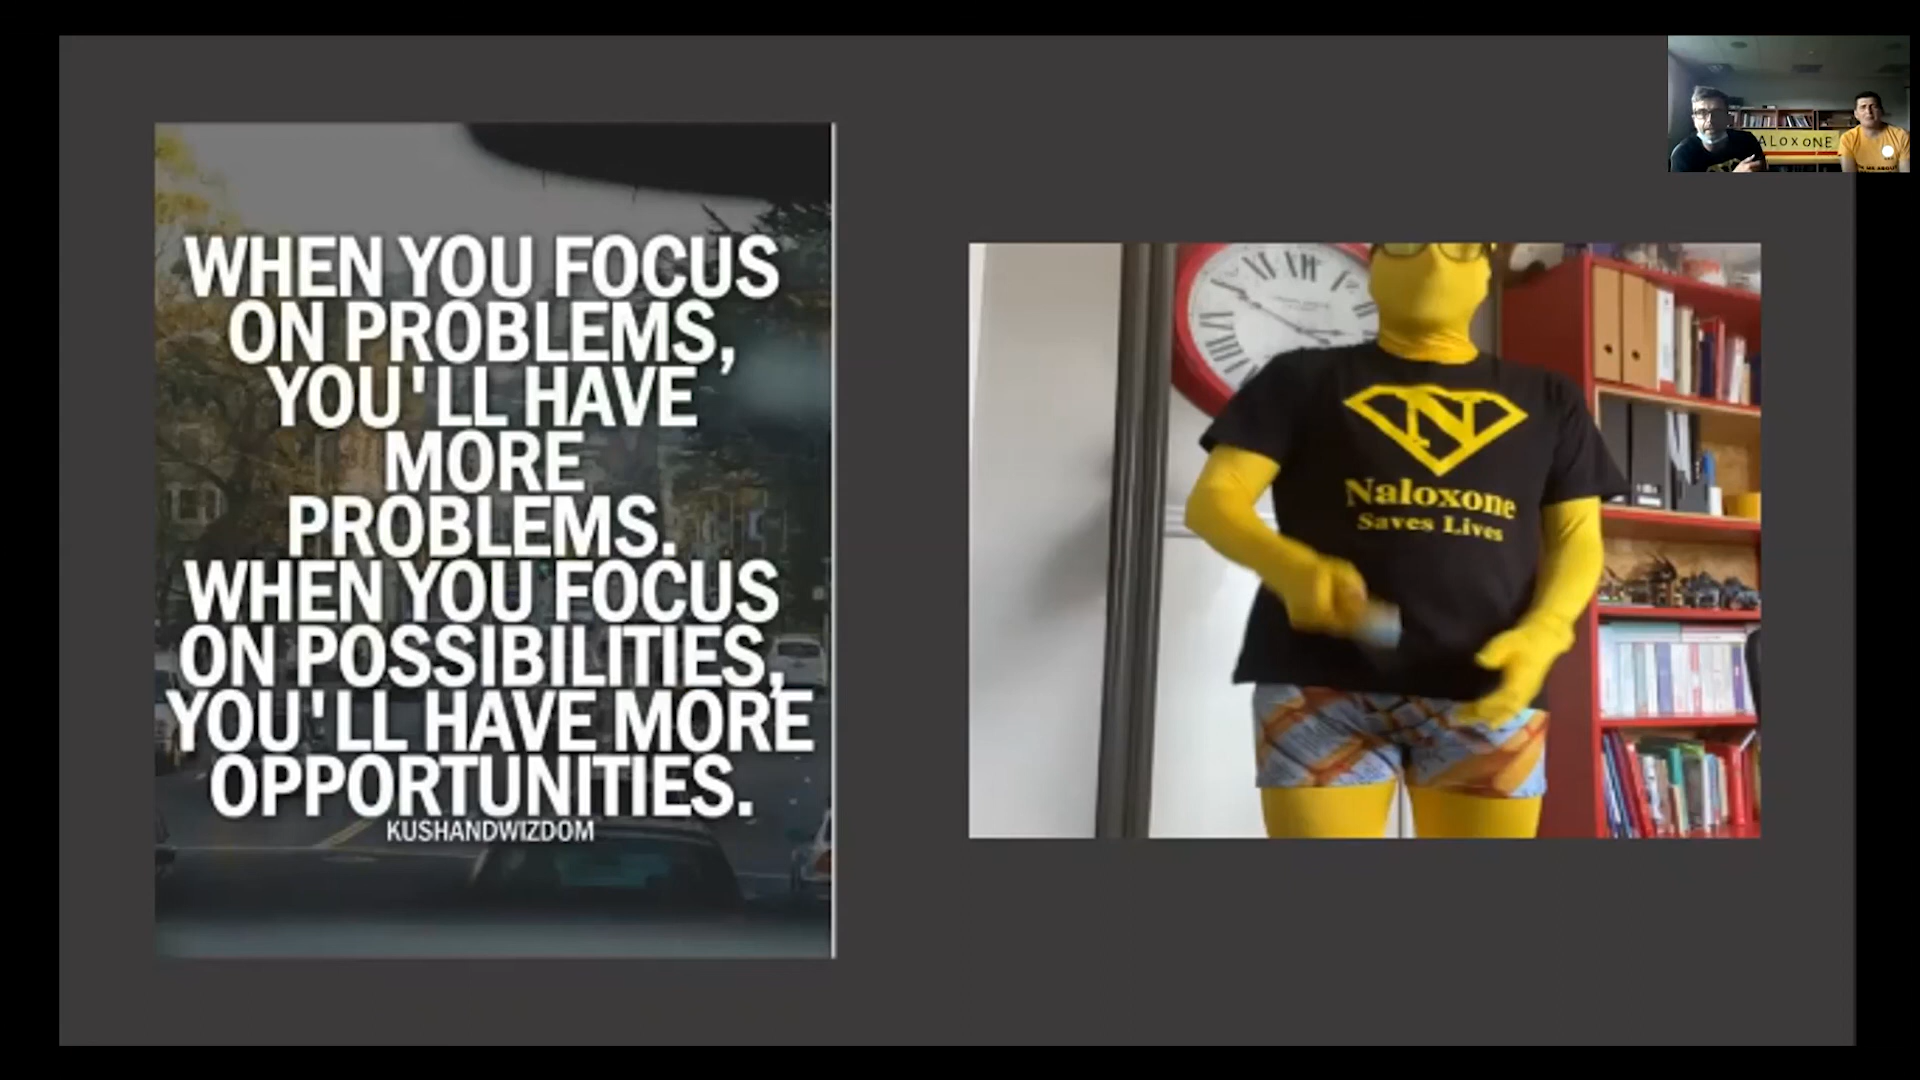 WHEN YOU FOCUS
ON PROBLEMS,
YOU'LL HAVE
MORE
PROBLEMS.
WHEN YOU FOCUS
ON POSSIBILITIES,
YOU'LL HAVE MORE
OPPORTUNITIES.
KUSHANDWIZDOM
N
Naloxone
Saves Lives
ALOXONE